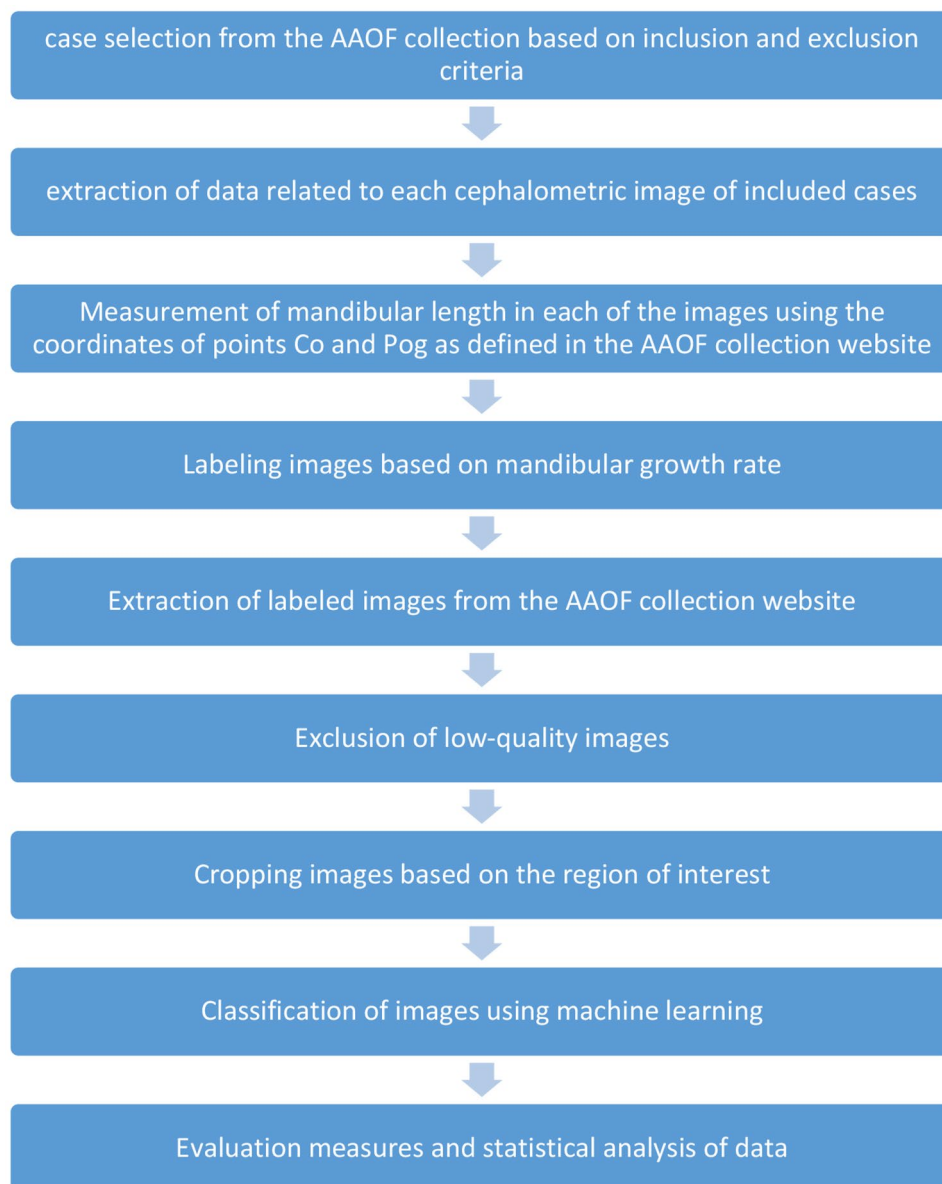 case selection from the AAOF collection based on inclusion and exclusion
criteria
extraction of data related to each cephalometric image of included cases
Measurement of mandibular length in each of the images using the
coordinates of points Co and Pog as defined in the AAOF collection website
Labeling images based on mandibular growth rate
Extraction of labeled images from the AAOF collection website
Exclusion of low-quality images
Cropping images based on the region of interest
Classification of images using machine learning
Evaluation measures and statistical analysis of data